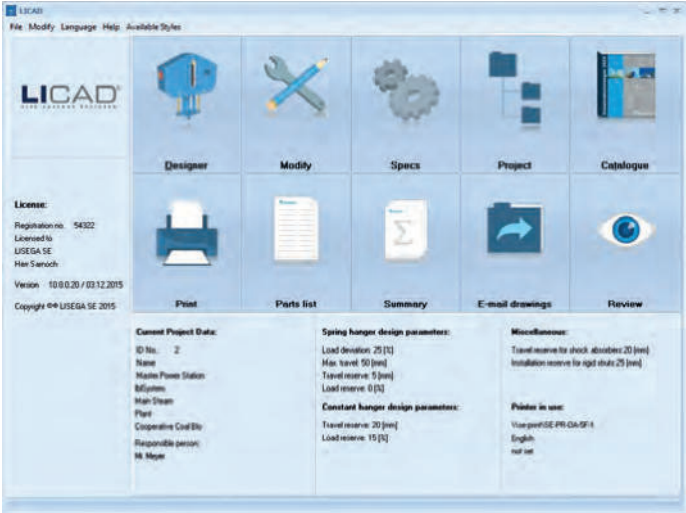 LICAD
File Modify Language Help Available Styles
LICAD
Designer
Modify
Specs
Project
Catalogue
Print
Parts list
Summary
E-mail drawings
Review
License:
Registration no. 54322
Licensed to
LISEGA SE
Herr Samoch
Version 10.0.0.20 / 03.12.2015
Copyright ©® LISEGA SE 2015
Current Project Data:
ID No. 2
Name
Master Power Station
Main Steam
Plant
Cooperative Coal Bto
Responsible person:
Mr. Meyer
Spring hanger design parameters:
Load deviation: 25 [%]
Max. travel: 50 [mm]
Travel reserve: 5 [mm]
Load reserve: 0 [%]
Constant hanger design parameters:
Travel reserve: 20 [mm]
Load reserve: 15 [%]
Miscellaneous:
Travel reserve for shock absorbers: 20 [mm]
Installation reserve for rigid struts: 25 [mm]
Printer in use:
English
not set